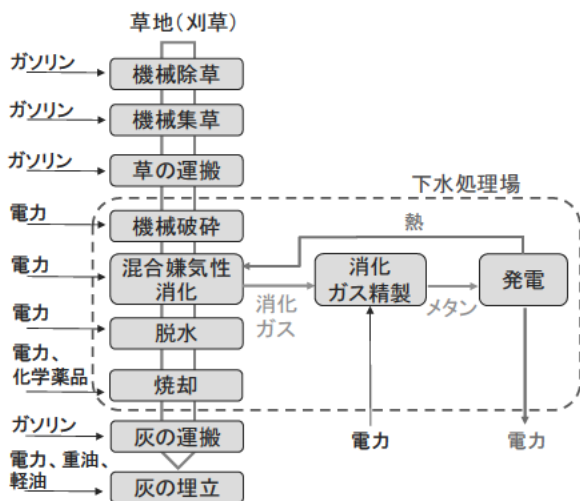 草地(刈草)
ガソリン
機械除草
ガソリン
機械集草
ガソリン
草の運搬
下水処理場
電力
機械破砕
熱
電力
混合嫌気性
消化
消化
ガス
消化
ガス精製
メタン
発電
電力
脱水
電力、
化学薬品
焼却
ガソリン
灰の運搬
電力
電力
電力、重油、
軽油
灰の埋立